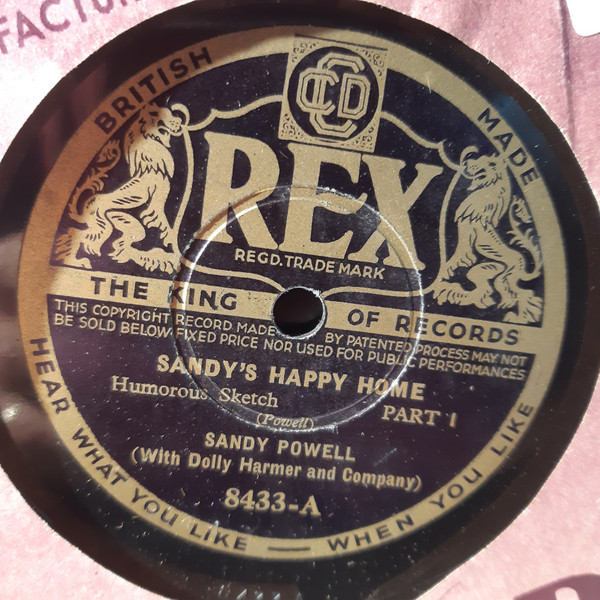 FACTUR
BRITISH
MADE
CCCD
REX
REGD. TRADE MARK
THE KING OF RECORDS
THIS COPYRIGHT RECORD MADE BY PATENTED PROCESS MAY NOT
BE SOLD BELOW FIXED PRICE NOR USED FOR PUBLIC PERFORMANCES
SANDY'S HAPPY HOME
Humorous Sketch PART 1
(Powell)
SANDY POWELL
(With Dolly Harmer and Company)
8433-A
HEAR WHAT YOU LIKE — WHEN YOU LIKE